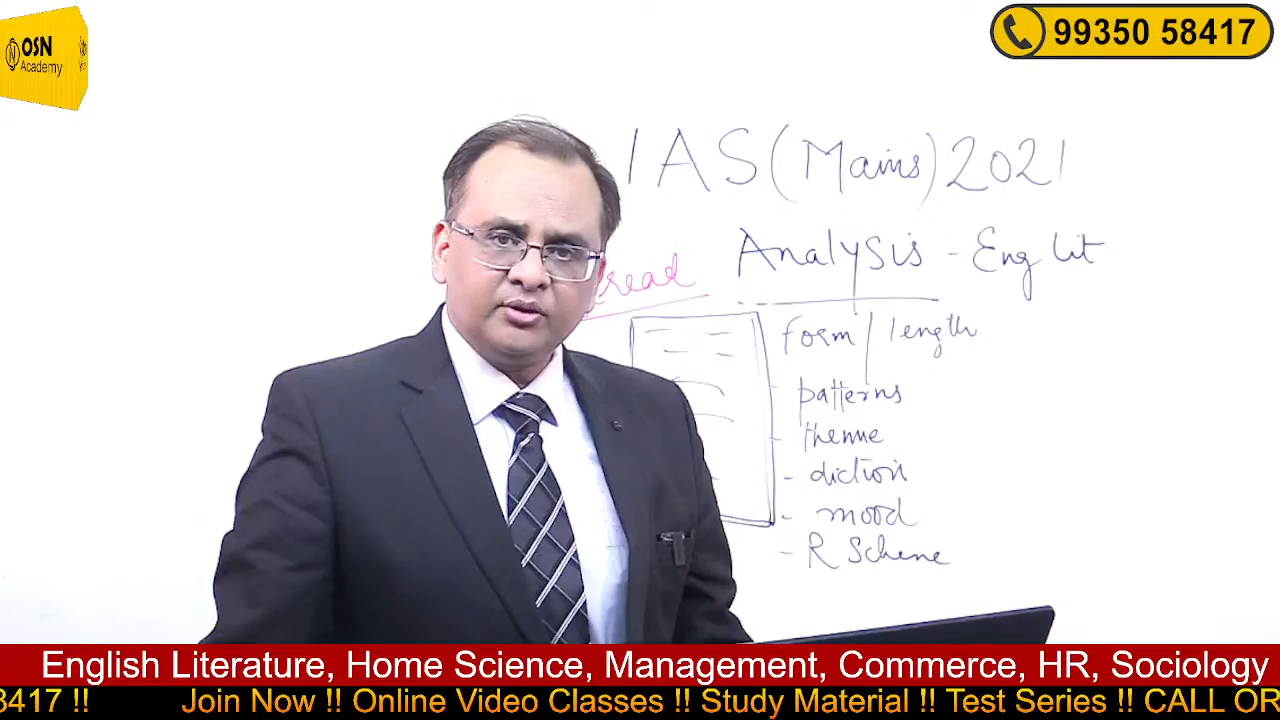 OSN
Academy
99350 58417
IAS (Mains) 2021
Analysis - Eng Lit
read
form / length
patterns
theme
- diction
- mood
- R Scheme
English Literature, Home Science, Management, Commerce, HR, Sociology
8417 !! Join Now !! Online Video Classes !! Study Material !! Test Series !! CALL OR